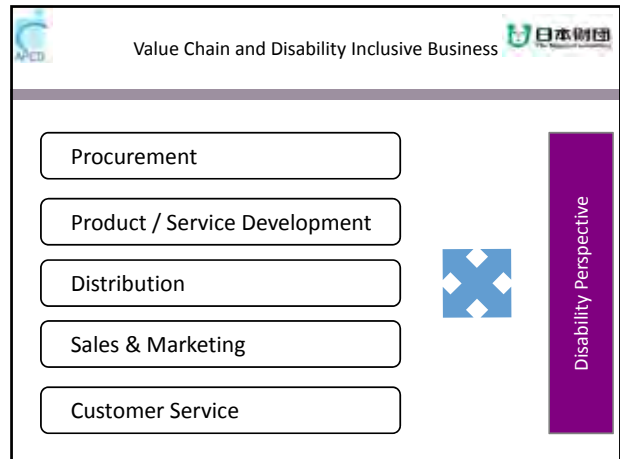 APCD
Value Chain and Disability Inclusive Business
日本財団
Procurement
Product / Service Development
Distribution
Sales & Marketing
Customer Service
Disability Perspective